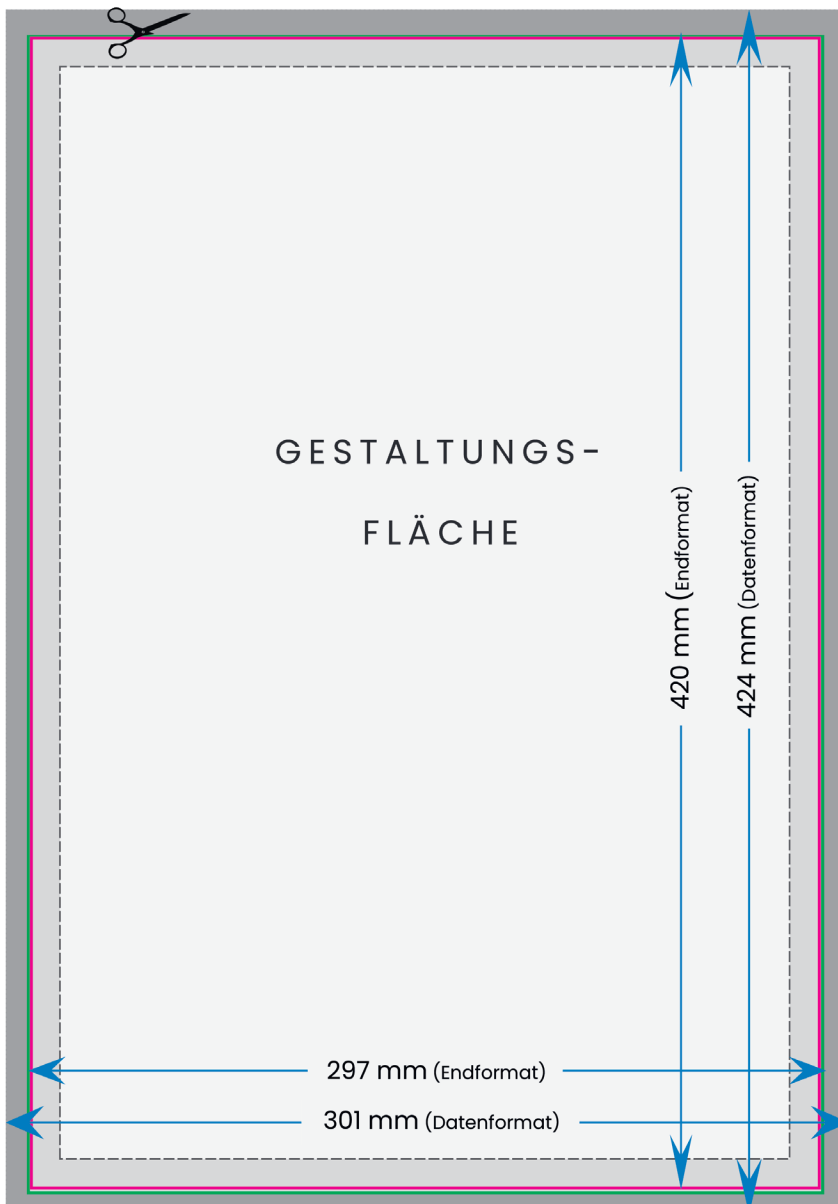 GESTALTUNGS-
FLÄCHE
420 mm (Endformat)
424 mm (Datenformat)
297 mm (Endformat)
301 mm (Datenformat)